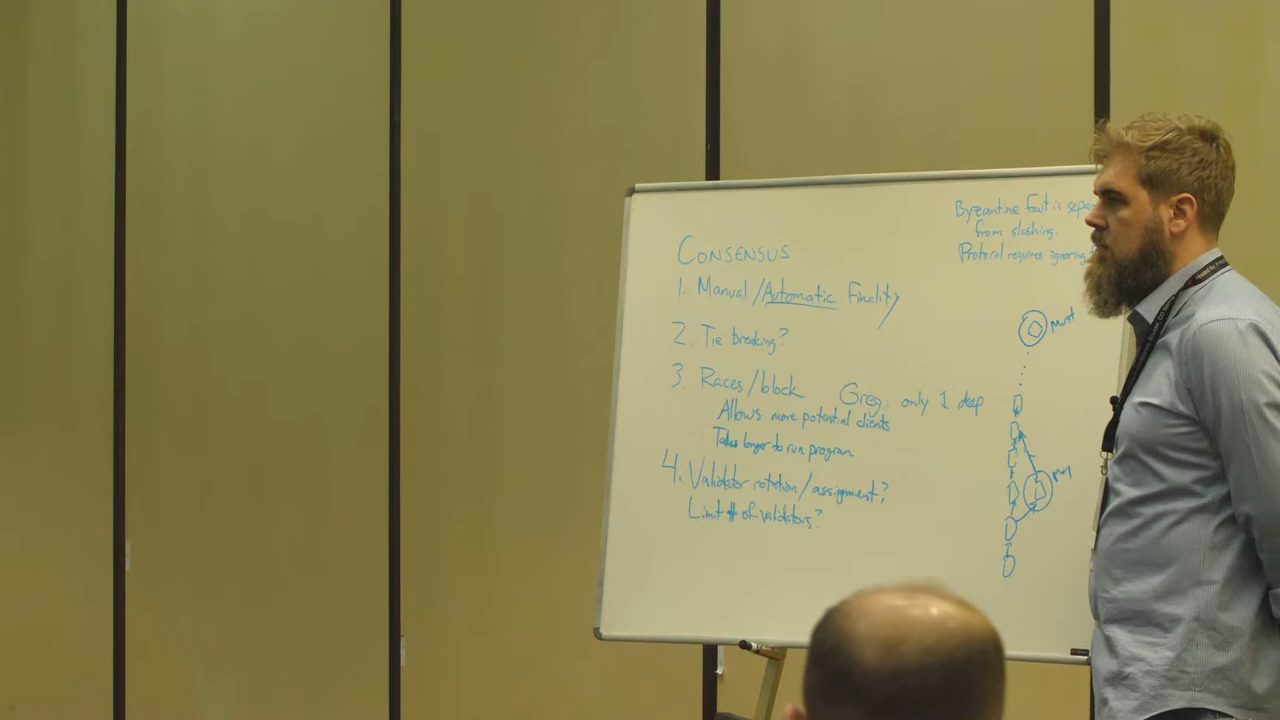 Byzantine fault is sepa
from slashing.
Protocol requires ignoring
CONSENSUS
1. Manual/Automatic Finality
2. Tie breaking?
3. Races/block Greg. only 1 deep
Allows more potential clients
Takes longer to run program
4. Validator rotation/assignment?
Limit # of validators?
must